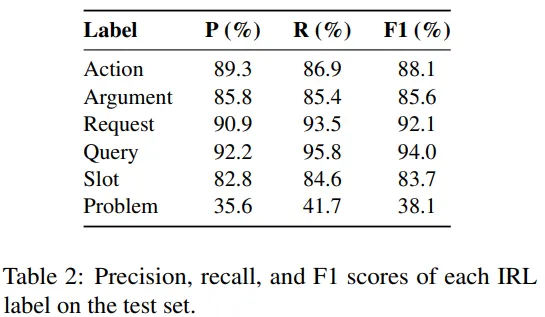 Label P (%) R (%) F1 (%)
Action 89.3 86.9 88.1
Argument 85.8 85.4 85.6
Request 90.9 93.5 92.1
Query 92.2 95.8 94.0
Slot 82.8 84.6 83.7
Problem 35.6 41.7 38.1
Table 2: Precision, recall, and F1 scores of each IRL
label on the test set.